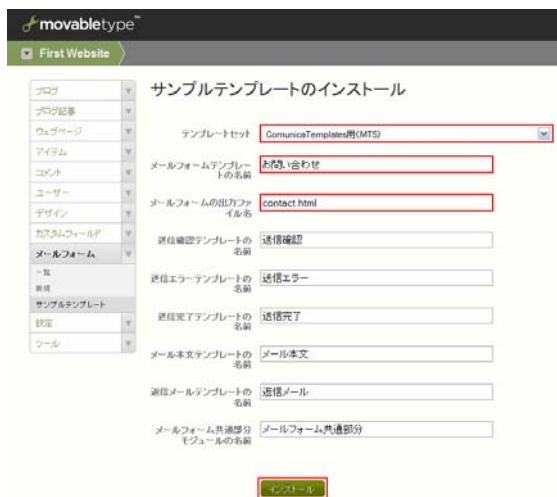 movabletype™
First Website
ブログ
ブログ記事
ウェブページ
アイテム
コメント
ユーザー
デザイン
カスタムフィールド
メールフォーム
一覧
新規
サンプルテンプレート
設定
ツール
サンプルテンプレートのインストール
テンプレートセット
ComunicaTemplates用(MT5)
メールフォームテンプレー
トの名前
お問い合わせ
メールフォームの出力ファ
イル名
contact.html
送信確認テンプレートの
名前
送信確認
送信エラーテンプレートの
名前
送信エラー
送信完了テンプレートの
名前
送信完了
メール本文テンプレートの
名前
メール本文
返信メールテンプレートの
名前
返信メール
メールフォーム共通部分
モジュールの名前
メールフォーム共通部分
インストール